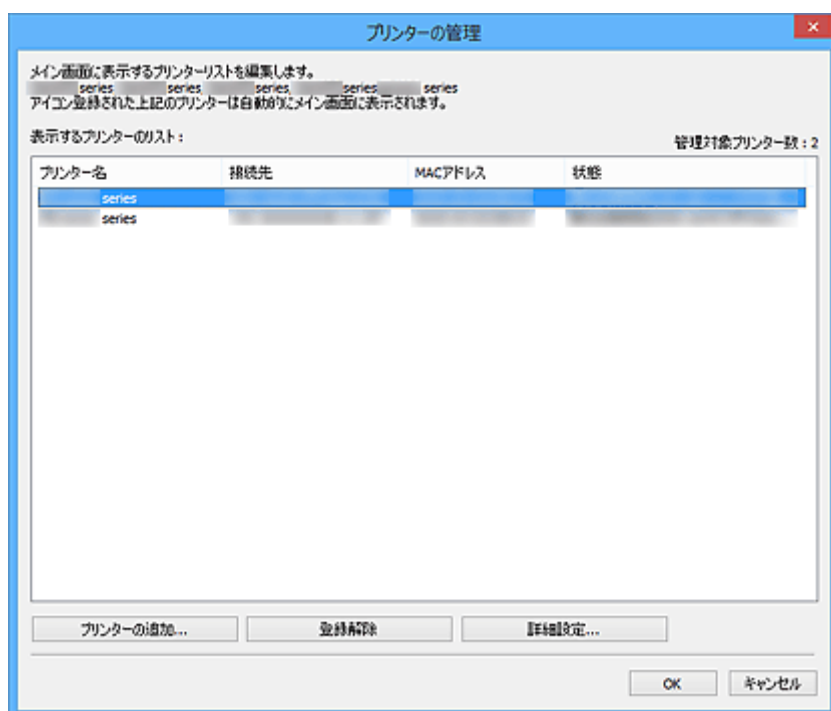 プリンターの管理
メイン画面に表示するプリンターリストを編集します。
series series, series, series series
アイコン登録された上記のプリンターは自動的にメイン画面に表示されます。
表示するプリンターのリスト：
管理対象プリンター数：2
プリンター名 接続先 MACアドレス 状態
series
series
プリンターの追加... 登録解除 詳細設定...
OK キャンセル